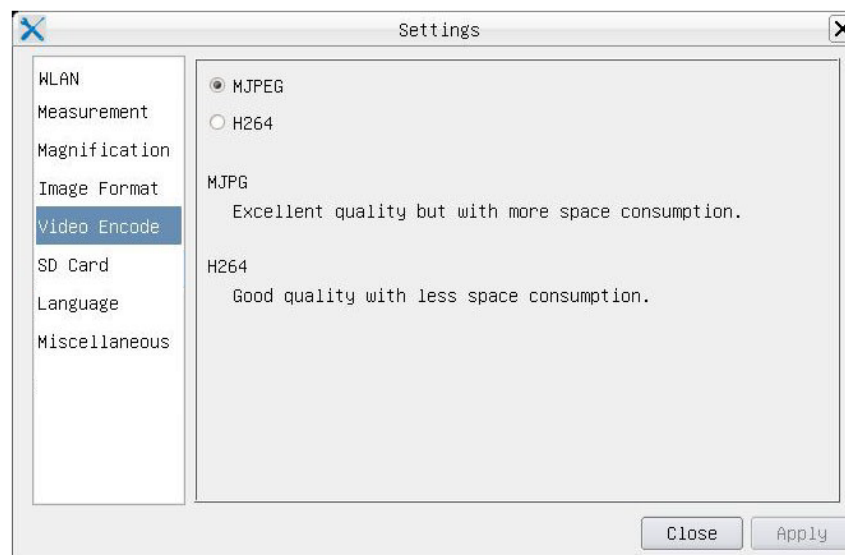 Settings
WLAN
Measurement
Magnification
Image Format
Video Encode
SD Card
Language
Miscellaneous
MJPEG
H264
MJPG
Excellent quality but with more space consumption.
H264
Good quality with less space consumption.
Close
Apply